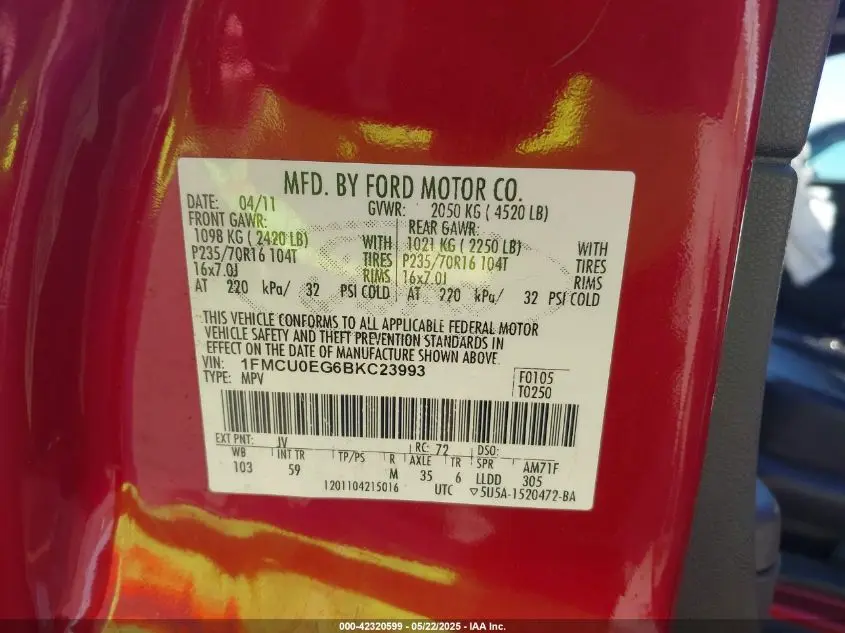 MFD. BY FORD MOTOR CO.
DATE: 04/11 GVWR: 2050 KG ( 4520 LB)
FRONT GAWR: REAR GAWR:
1098 KG ( 2420 LB) WITH 1021 KG ( 2250 LB) WITH
P235/70R16 104T TIRES P235/70R16 104T TIRES
16x7.0J RIMS 16x7.0J RIMS
AT 220 kPa/ 32 PSI COLD AT 220 kPa/ 32 PSI COLD
THIS VEHICLE CONFORMS TO ALL APPLICABLE FEDERAL MOTOR
VEHICLE SAFETY AND THEFT PREVENTION STANDARDS IN
EFFECT ON THE DATE OF MANUFACTURE SHOWN ABOVE.
VIN: 1FMCU0EG6BKC23993
TYPE: MPV
F0105
T0250
EXT PNT: JV RC: 72 DSO:
WB INT TR TP/PS R AXLE TR SPR AM71F
103 59 M 35 6 LLDD 305
1201104215016 UTC ▽5U5A-1520472-BA
000-42320599 - 05/22/2025 - IAA Inc.